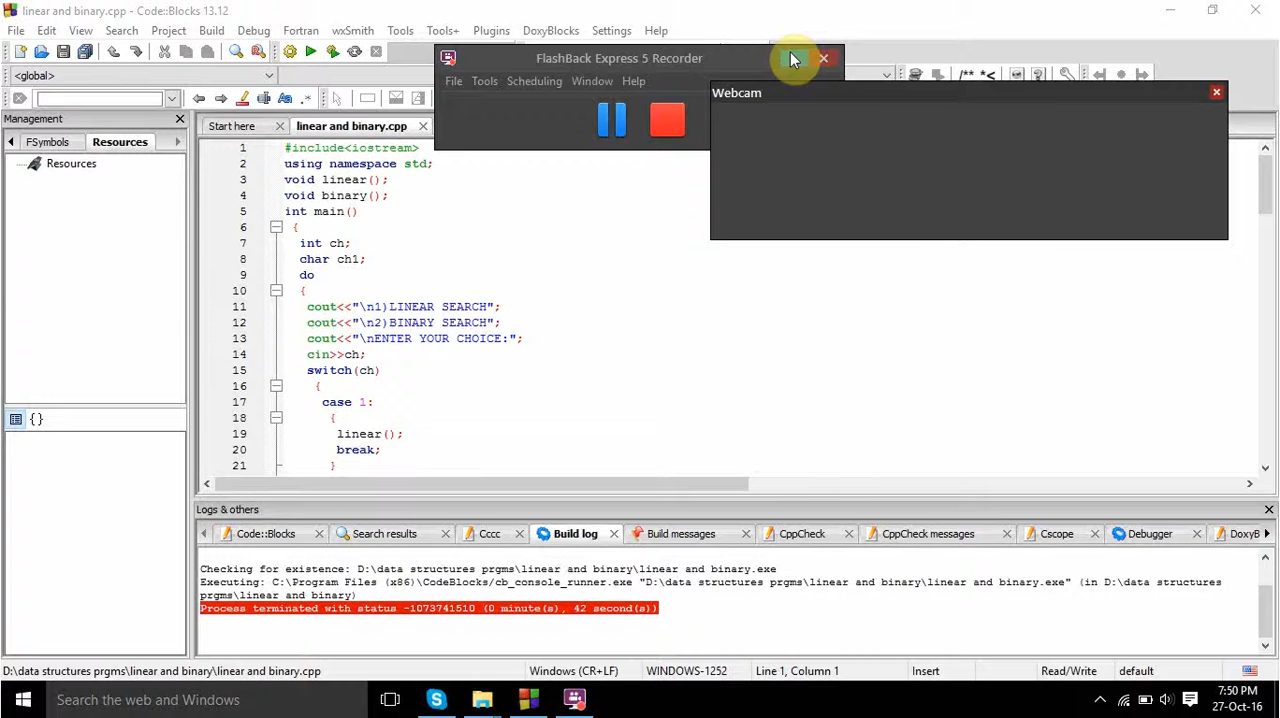 linear and binary.cpp - Code::Blocks 13.12
File Edit View Search Project Build Debug Fortran wxSmith Tools Tools+ Plugins DoxyBlocks Settings Help
FlashBack Express 5 Recorder
File Tools Scheduling Window Help
Webcam
<global>
/** *<
Management
FSymbols Resources
Resources
{}
Start here linear and binary.cpp
1 #include<iostream>
2 using namespace std;
3 void linear();
4 void binary();
5 int main()
6 {
7 int ch;
8 char ch1;
9 do
10 {
11 cout<<"\n1)LINEAR SEARCH";
12 cout<<"\n2)BINARY SEARCH";
13 cout<<"\nENTER YOUR CHOICE:";
14 cin>>ch;
15 switch(ch)
16 {
17 case 1:
18 {
19 linear();
20 break;
21 }
Logs & others
Code::Blocks Search results Cccc Build log Build messages CppCheck CppCheck messages Cscope Debugger DoxyB
Checking for existence: D:\data structures prgms\linear and binary\linear and binary.exe
Executing: C:\Program Files (x86)\CodeBlocks/cb_console_runner.exe "D:\data structures prgms\linear and binary\linear and binary.exe" (in D:\data structures
prgms\linear and binary)
Process terminated with status -1073741510 (0 minute(s), 42 second(s))
D:\data structures prgms\linear and binary\linear and binary.cpp Windows (CR+LF) WINDOWS-1252 Line 1, Column 1 Insert Read/Write default
Search the web and Windows
7:50 PM
27-Oct-16